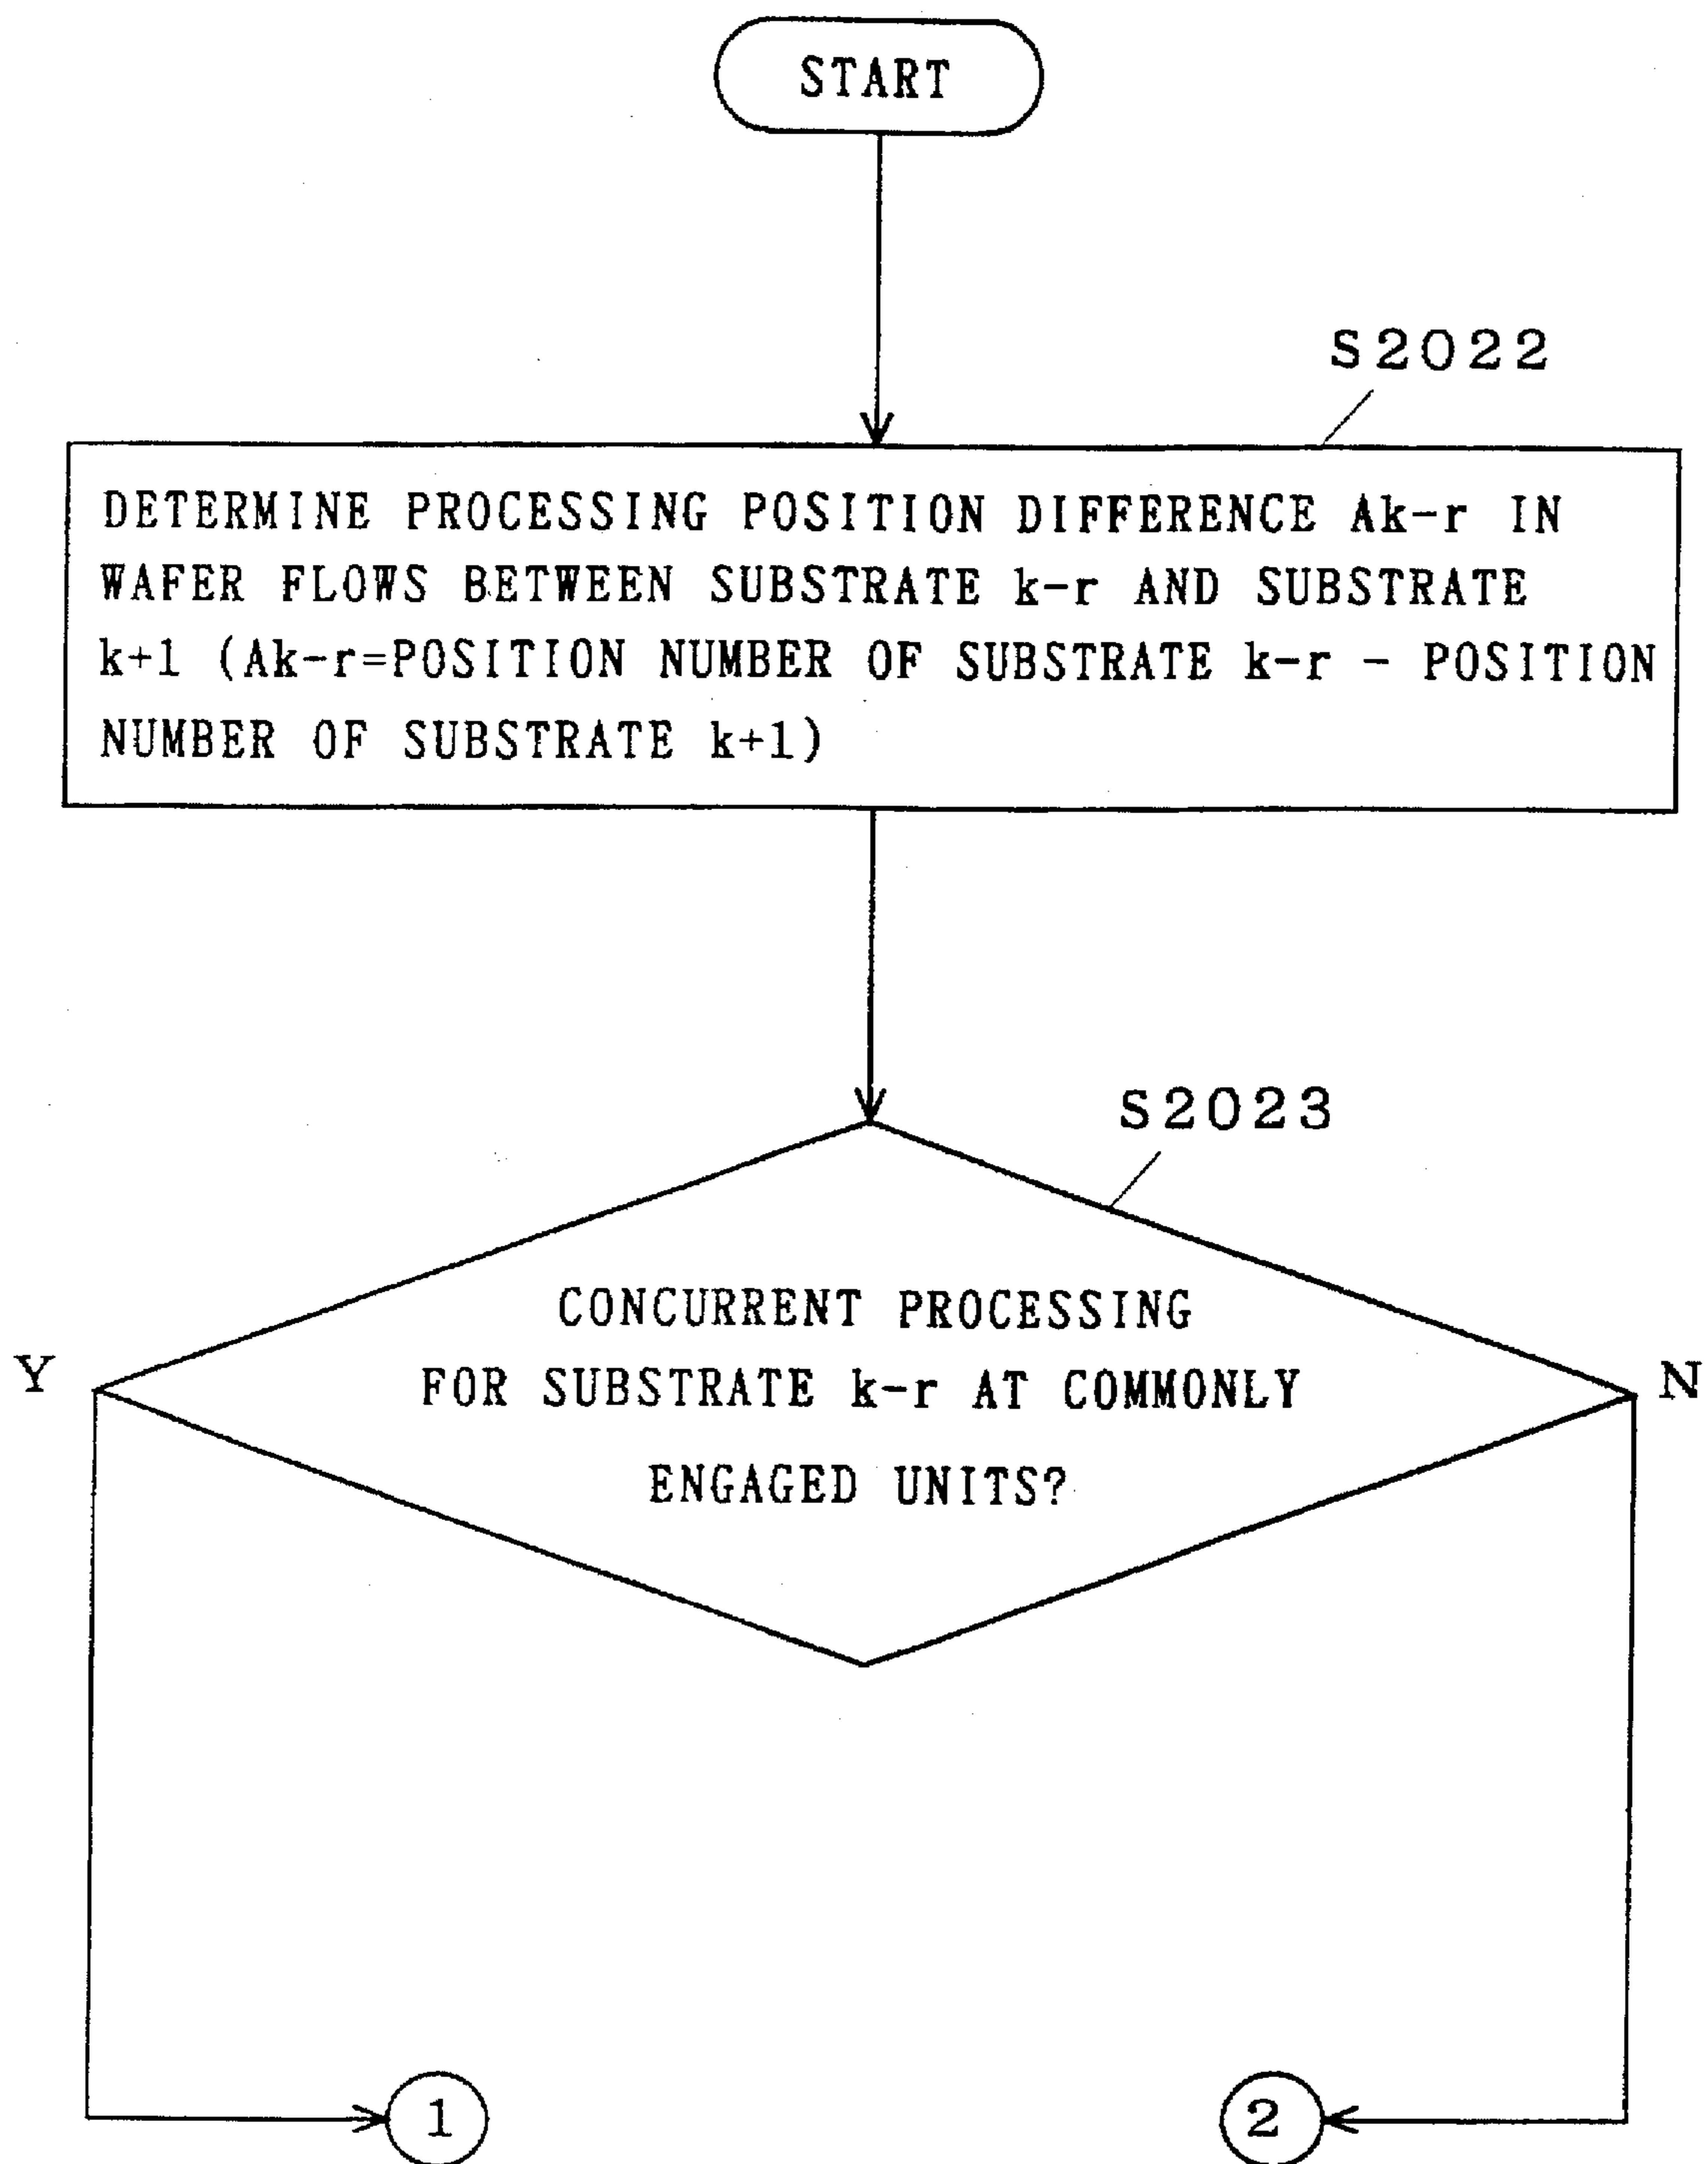 START
S2022
DETERMINE PROCESSING POSITION DIFFERENCE Ak-r IN
WAFER FLOWS BETWEEN SUBSTRATE k-r AND SUBSTRATE
k+1 (Ak-r=POSITION NUMBER OF SUBSTRATE k-r - POSITION
NUMBER OF SUBSTRATE k+1)
S2023
CONCURRENT PROCESSING
FOR SUBSTRATE k-r AT COMMONLY
ENGAGED UNITS?
Y
N
1
2